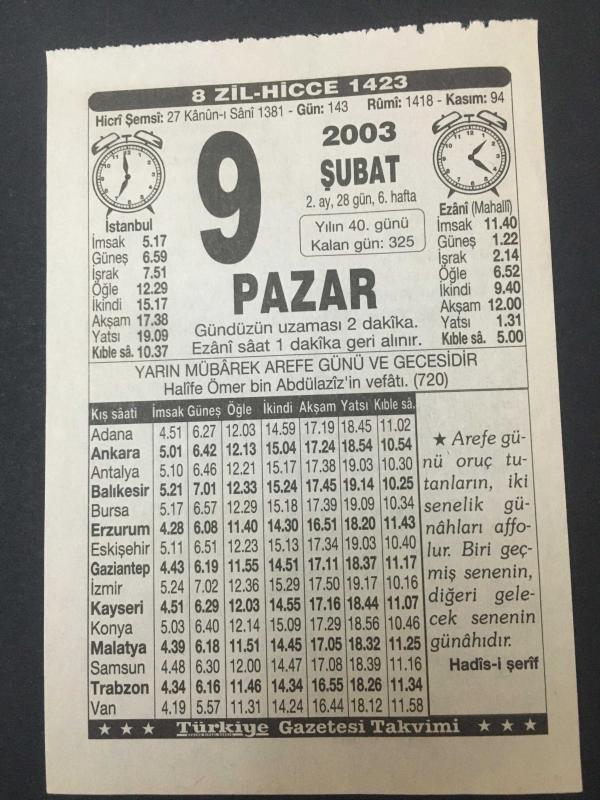 8 ZİL-HİCCE 1423
Hicrî Şemsî: 27 Kânûn-ı Sânî 1381 - Gün: 143 Rûmî: 1418 - Kasım: 94
9
2003
ŞUBAT
2. ay, 28 gün, 6. hafta
Yılın 40. günü
Kalan gün: 325
PAZAR
Gündüzün uzaması 2 dakîka.
Ezânî sâat 1 dakîka geri alınır.
İstanbul
İmsak 5.17
Güneş 6.59
İşrak 7.51
Öğle 12.29
İkindi 15.17
Akşam 17.38
Yatsı 19.09
Kıble sâ. 10.37
Ezânî (Mahallî)
İmsak 11.40
Güneş 1.22
İşrak 2.14
Öğle 6.52
İkindi 9.40
Akşam 12.00
Yatsı 1.31
Kıble sâ. 5.00
YARIN MÜBÂREK AREFE GÜNÜ VE GECESİDİR
Halîfe Ömer bin Abdülazîz'in vefâtı. (720)
Kış sâati İmsak Güneş Öğle İkindi Akşam Yatsı Kıble sâ.
Adana 4.51 6.27 12.03 14.59 17.19 18.45 11.02
Ankara 5.01 6.42 12.13 15.04 17.24 18.54 10.54
Antalya 5.10 6.46 12.21 15.17 17.38 19.03 10.30
Balıkesir 5.21 7.01 12.33 15.24 17.45 19.14 10.25
Bursa 5.17 6.57 12.29 15.18 17.39 19.09 10.34
Erzurum 4.28 6.08 11.40 14.30 16.51 18.20 11.43
Eskişehir 5.11 6.51 12.23 15.13 17.34 19.03 10.40
Gaziantep 4.43 6.19 11.55 14.51 17.11 18.37 11.17
İzmir 5.24 7.02 12.36 15.29 17.50 19.17 10.16
Kayseri 4.51 6.29 12.03 14.55 17.16 18.44 11.07
Konya 5.03 6.40 12.14 15.09 17.29 18.56 10.46
Malatya 4.39 6.18 11.51 14.45 17.05 18.32 11.25
Samsun 4.48 6.30 12.00 14.47 17.08 18.39 11.16
Trabzon 4.34 6.16 11.46 14.34 16.55 18.26 11.34
Van 4.19 5.57 11.31 14.24 16.44 18.12 11.58
★ Arefe gü-
nü oruç tu-
tanların, iki
senelik gü-
nâhları affo-
lur. Biri geç-
miş senenin,
diğeri gele-
cek senenin
günâhıdır.
Hadîs-i şerîf
★ ★ ★ Türkiye Gazetesi Takvimi ★ ★ ★